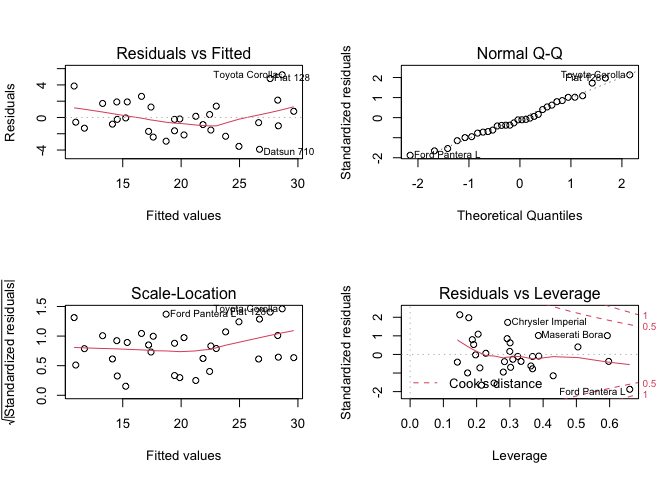 Residuals vs Fitted
Residuals
4
0
-4
Toyota Corolla
Fiat 128
Datsun 710
15
20
25
30
Fitted values
Normal Q-Q
Standardized residuals
2
1
0
-2
Toyota Corolla
Fiat 128
Ford Pantera L
-2
-1
0
1
2
Theoretical Quantiles
Scale-Location
√|Standardized residuals|
1.5
1.0
0.5
0.0
Toyota Corolla
Ford Pantera L
Fiat 128
15
20
25
30
Fitted values
Residuals vs Leverage
Standardized residuals
2
1
0
-2
Chrysler Imperial
Maserati Bora
Ford Pantera L
Cook's distance
1
0.5
0.5
1
0.0
0.1
0.2
0.3
0.4
0.5
0.6
Leverage